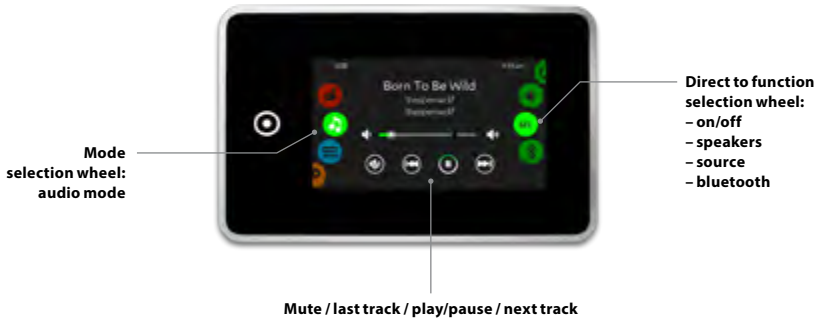 Born To Be Wild
Steppenwolf
Steppenwolf
Mode
selection wheel:
audio mode
Direct to function
selection wheel:
– on/off
– speakers
– source
– bluetooth
Mute / last track / play/pause / next track